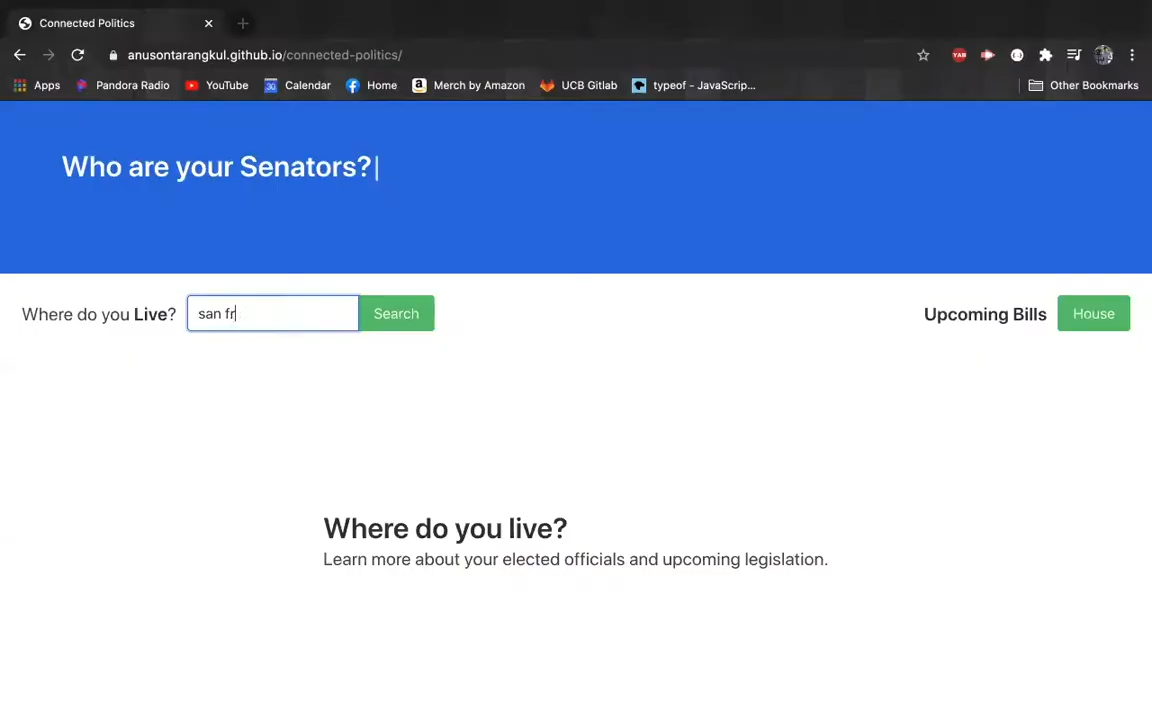 Connected Politics
anusontarangkul.github.io/connected-politics/
YAB
Apps
Pandora Radio
YouTube
Calendar
Home
Merch by Amazon
UCB Gitlab
typeof - JavaScrip...
Other Bookmarks
Who are your Senators?|
Where do you Live?
san fr
Search
Upcoming Bills
House
Where do you live?
Learn more about your elected officials and upcoming legislation.